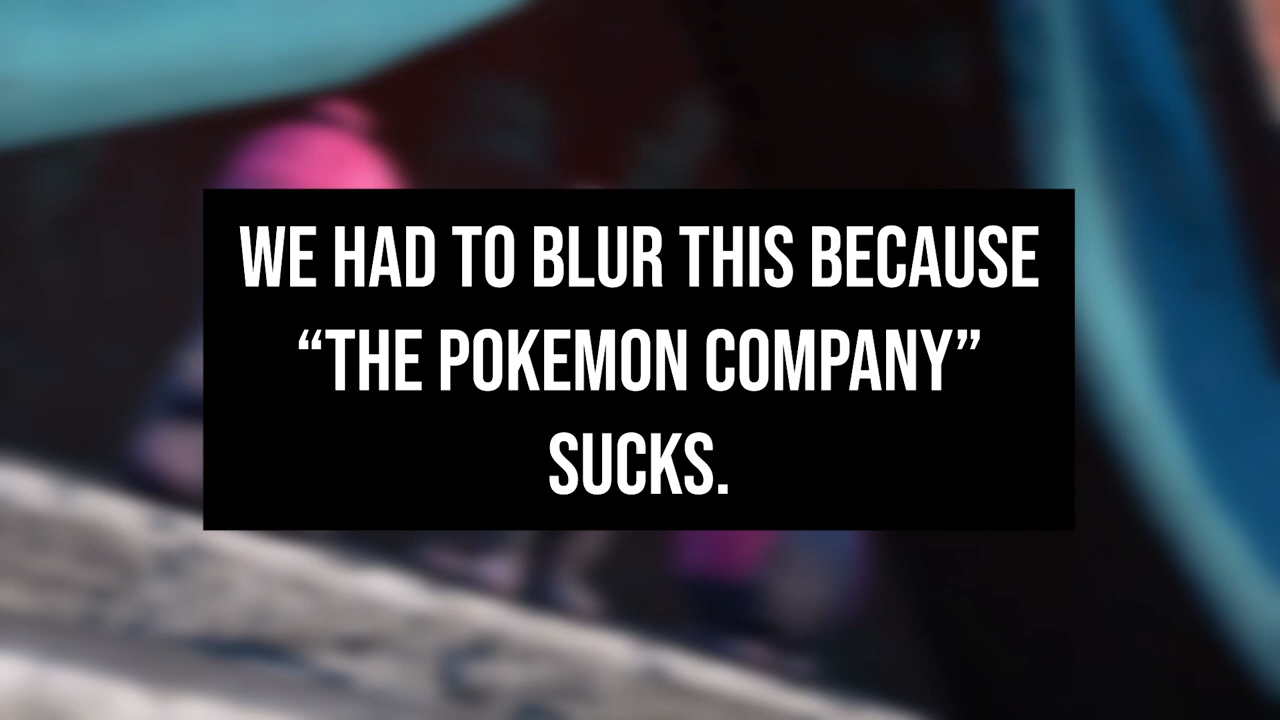 WE HAD TO BLUR THIS BECAUSE
“THE POKEMON COMPANY”
SUCKS.